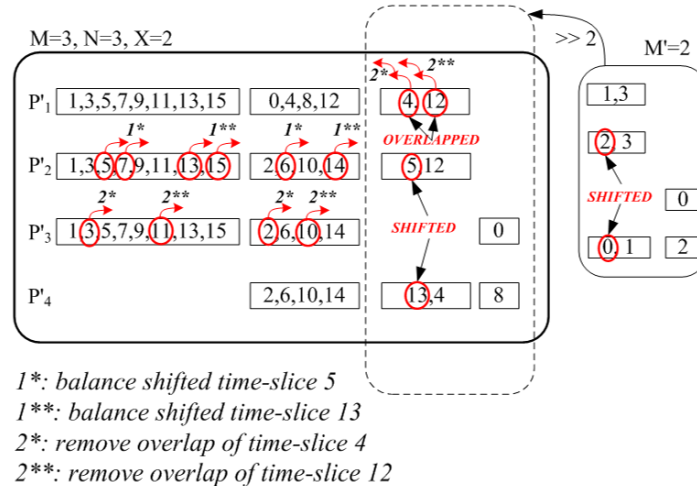 M=3, N=3, X=2
>> 2
M'=2
2* 2**
P'1 1,3,5,7,9,11,13,15 0,4,8,12 4, 12
1,3
1* 1** 1* 1** OVERLAPPED
2, 3
P'2 1,3,5,7,9,11,13,15 2,6,10,14 5,12
2* 2** 2* 2** SHIFTED
SHIFTED
0
P'3 1,3,5,7,9,11,13,15 2,6,10,14 0
0, 1 2
P'4 2,6,10,14 13,4 8
1*: balance shifted time-slice 5
1**: balance shifted time-slice 13
2*: remove overlap of time-slice 4
2**: remove overlap of time-slice 12